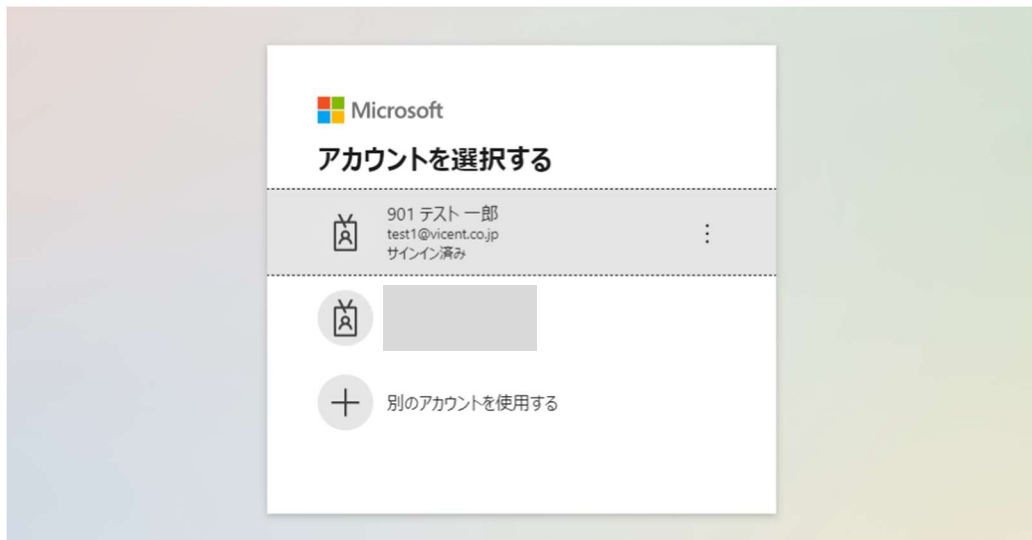 Microsoft
アカウントを選択する
901 テスト 一郎
test1@vicent.co.jp
サインイン済み
別のアカウントを使用する